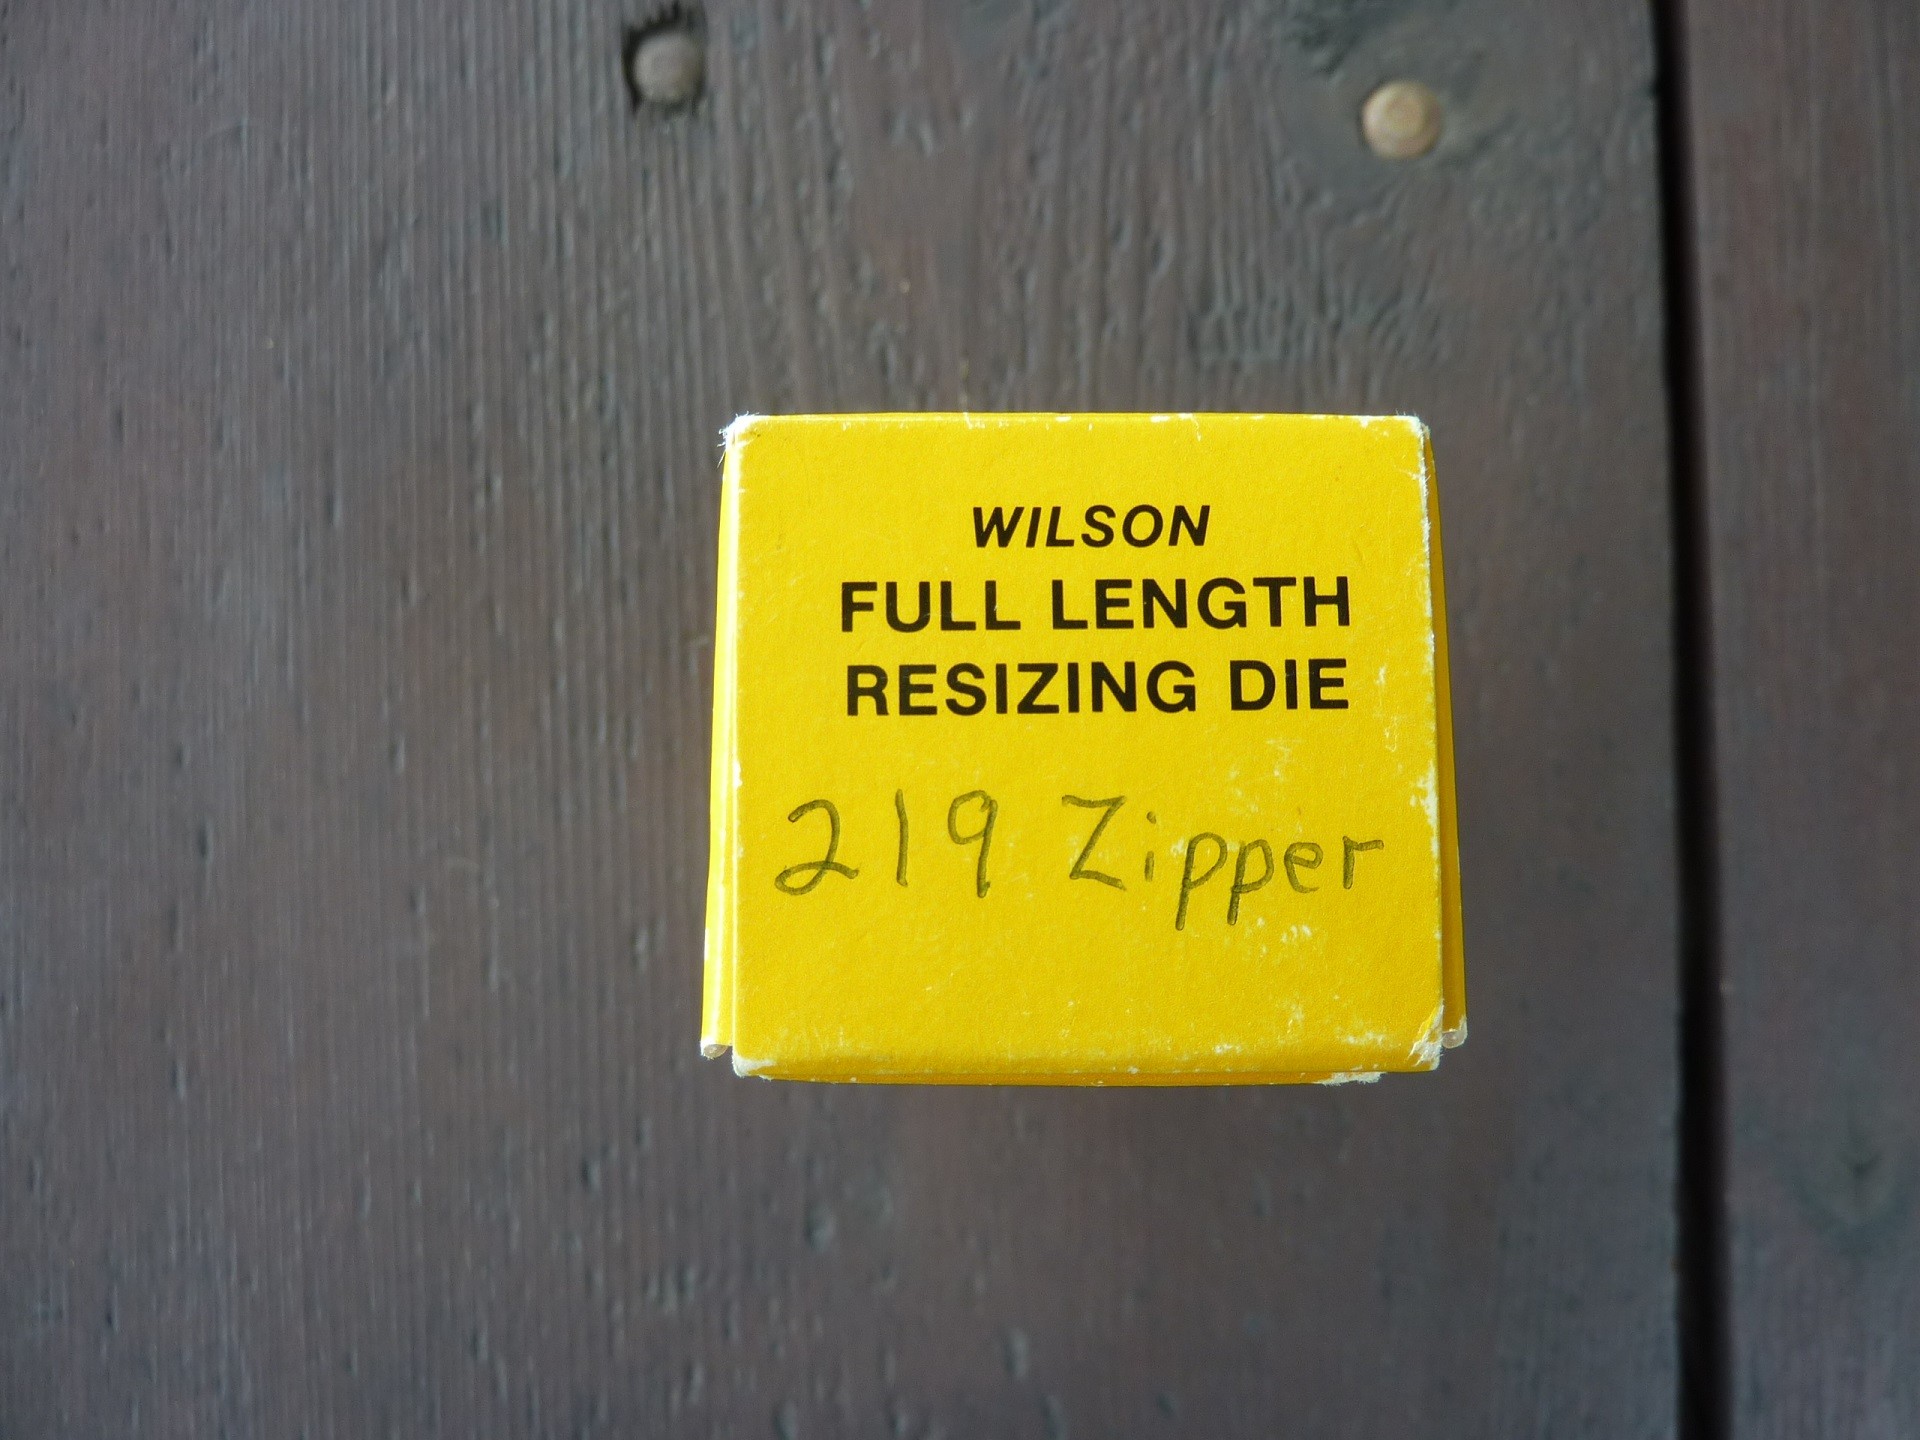 WILSON
FULL LENGTH
RESIZING DIE
219 Zipper